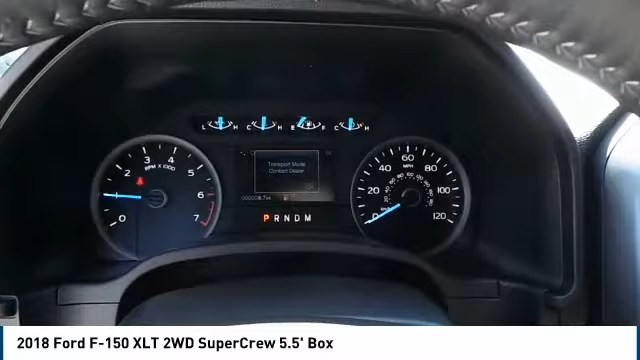 L H C H E F C H
0 1 2 3 4 5 6 7
RPM X 1000
Transport Mode
Contact Dealer
OK
P R N D M
0 20 40 60 80 100 120
MPH
2018 Ford F-150 XLT 2WD SuperCrew 5.5' Box